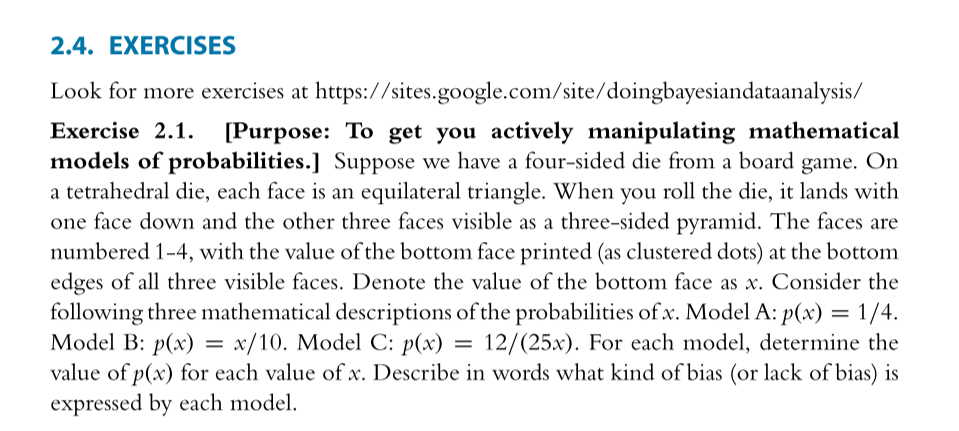 2.4. EXERCISES
Look for more exercises at https://sites.google.com/site/doingbayesiandataanalysis/
Exercise 2.1. [Purpose: To get you actively manipulating mathematical
models of probabilities.] Suppose we have a four-sided die from a board game. On
a tetrahedral die, each face is an equilateral triangle. When you roll the die, it lands with
one face down and the other three faces visible as a three-sided pyramid. The faces are
numbered 1–4, with the value of the bottom face printed (as clustered dots) at the bottom
edges of all three visible faces. Denote the value of the bottom face as x. Consider the
following three mathematical descriptions of the probabilities of x. Model A: p(x) = 1/4.
Model B: p(x) = x/10. Model C: p(x) = 12/(25x). For each model, determine the
value of p(x) for each value of x. Describe in words what kind of bias (or lack of bias) is
expressed by each model.